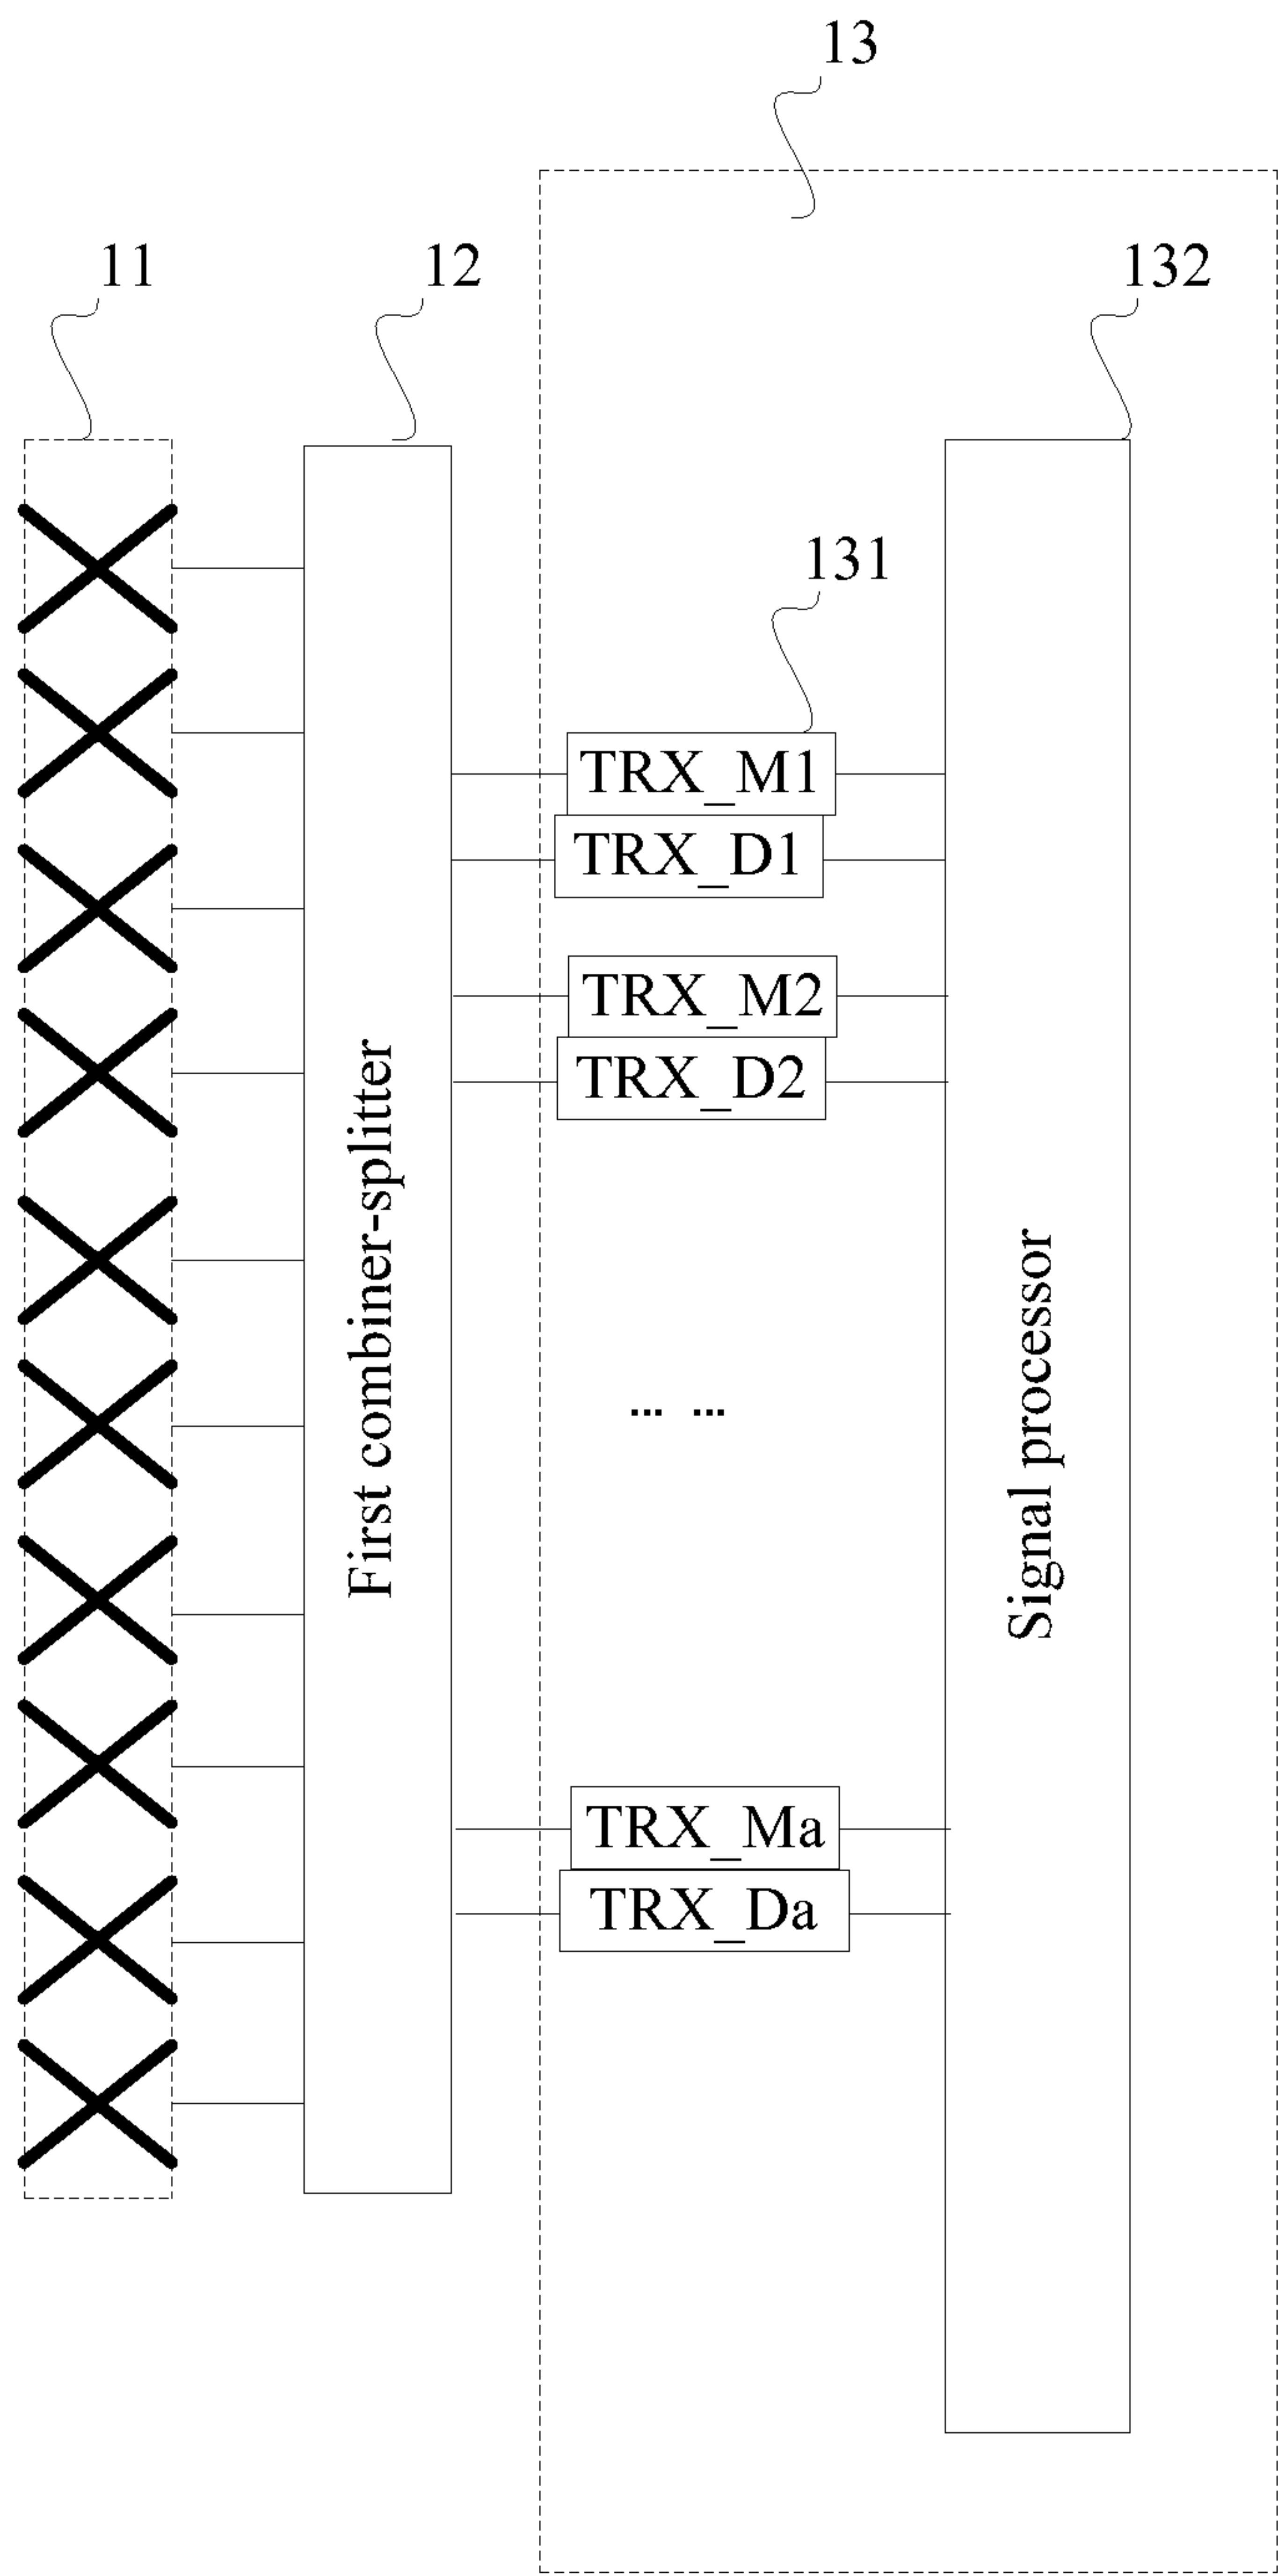 13
11
12
132
131
TRX_M1
TRX_D1
TRX_M2
TRX_D2
First combiner-splitter
Signal processor
... ...
TRX_Ma
TRX_Da